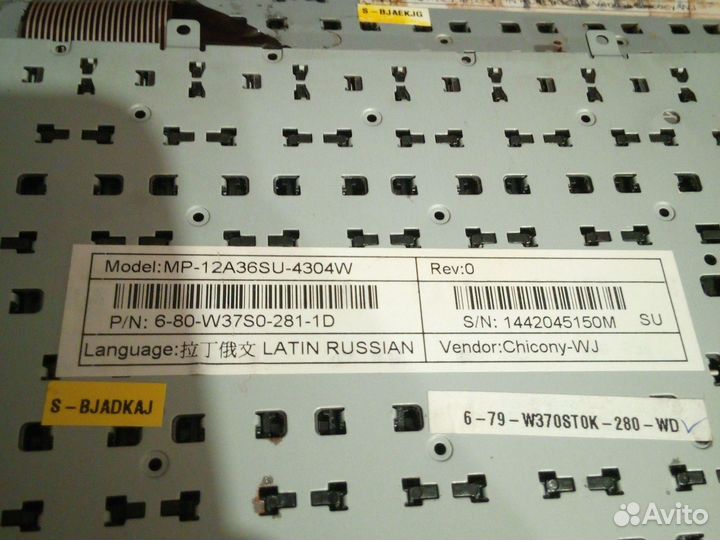 S-BJAEKJG
Model:MP-12A36SU-4304W
Rev:0
P/N: 6-80-W37S0-281-1D
S/N: 1442045150M
SU
Language:拉丁俄文 LATIN RUSSIAN
Vendor:Chicony-WJ
S-BJADKAJ
6-79-W370ST0K-280-WD
Avito